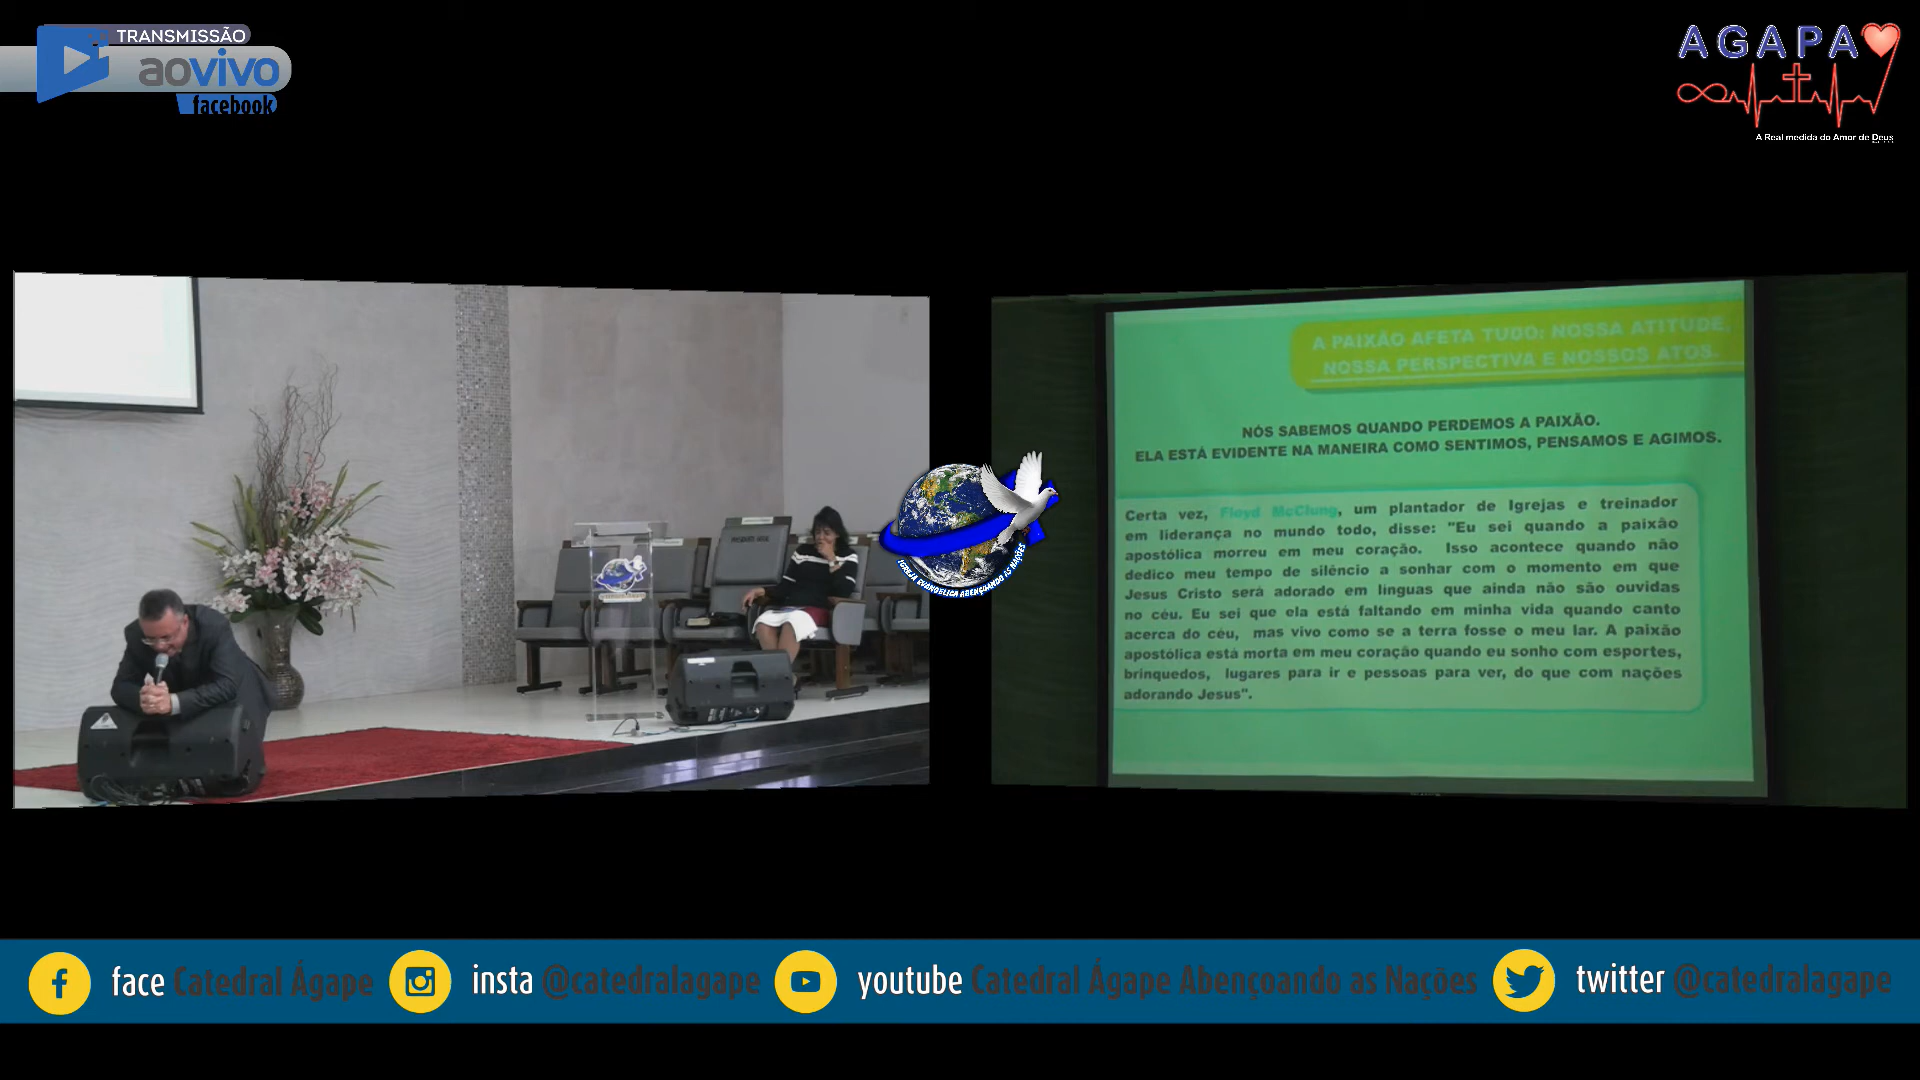 TRANSMISSÃO
aovivo
facebook
AGAPA
A Real medida do Amor de Deus
A PAIXÃO AFETA TUDO: NOSSA ATITUDE,
NOSSA PERSPECTIVA E NOSSOS ATOS.
NÓS SABEMOS QUANDO PERDEMOS A PAIXÃO.
ELA ESTÁ EVIDENTE NA MANEIRA COMO SENTIMOS, PENSAMOS E AGIMOS.
Certa vez, Floyd McClung, um plantador de Igrejas e treinador
em liderança no mundo todo, disse: "Eu sei quando a paixão
apostólica morreu em meu coração. Isso acontece quando não
dedico meu tempo de silêncio a sonhar com o momento em que
Jesus Cristo será adorado em línguas que ainda não são ouvidas
no céu. Eu sei que ela está faltando em minha vida quando canto
acerca do céu, mas vivo como se a terra fosse o meu lar. A paixão
apostólica está morta em meu coração quando eu sonho com esportes,
brinquedos, lugares para ir e pessoas para ver, do que com nações
adorando Jesus".
IGREJA EVANGÉLICA ABENÇOANDO AS NAÇÕES
face Catedral Ágape
insta @catedralagape
youtube Catedral Ágape Abençoando as Nações
twitter @catedralagape